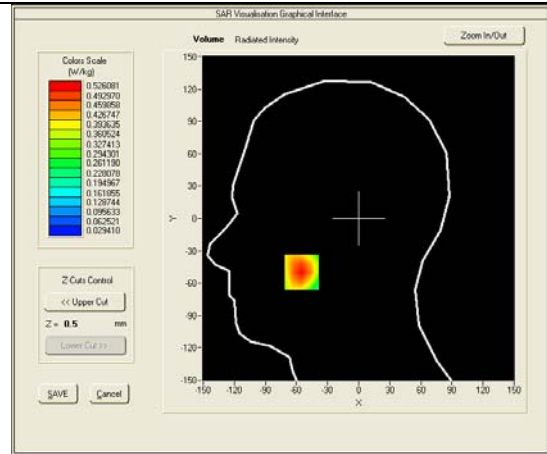 SAR Visualisation Graphical Interface
Volume Radiated Intensity
Zoom In/Out
Colors Scale
(W/kg)
0.526081
0.492970
0.459858
0.426747
0.393635
0.360524
0.327413
0.294301
0.261190
0.228078
0.194967
0.161855
0.128744
0.095633
0.062521
0.029410
Z Cuts Control
<< Upper Cut
Z = 0.5 mm
Lower Cut >>
SAVE Cancel
150
120
90
60
30
0
-30
-60
-90
-120
-150
Y
-150 -120 -90 -60 -30 0 30 60 90 120 150
X